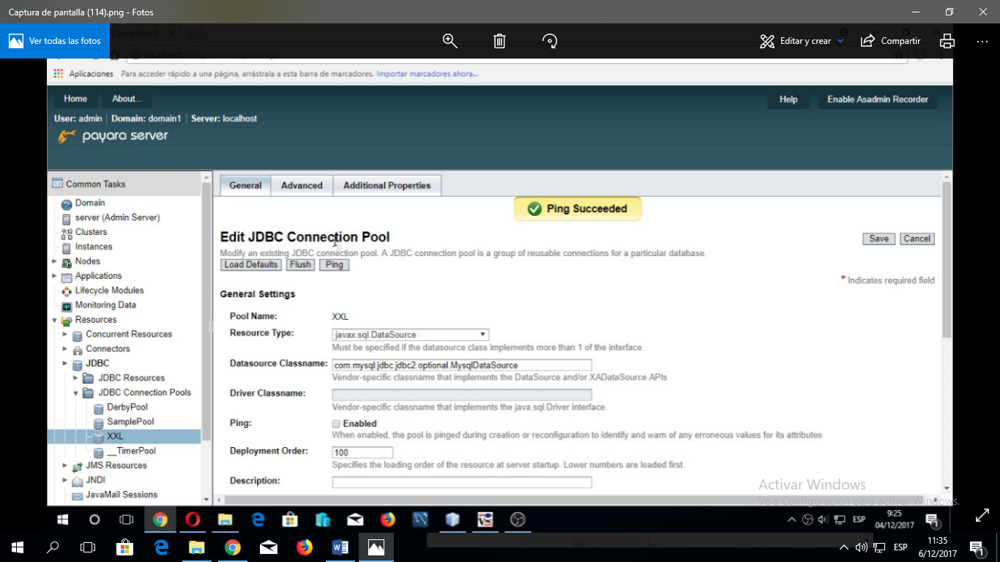 Captura de pantalla (114).png - Fotos
Ver todas las fotos
Editar y crear
Compartir
Aplicaciones Para acceder rápido a una página, arrástrala a esta barra de marcadores. Importar marcadores ahora...
Home About... Help Enable Asadmin Recorder
User: admin | Domain: domain1 | Server: localhost
payara server
Common Tasks
Domain
server (Admin Server)
Clusters
Instances
Nodes
Applications
Lifecycle Modules
Monitoring Data
Resources
Concurrent Resources
Connectors
JDBC
JDBC Resources
JDBC Connection Pools
DerbyPool
SamplePool
XXL
__TimerPool
JMS Resources
JNDI
JavaMail Sessions
General Advanced Additional Properties
Ping Succeeded
Edit JDBC Connection Pool
Save Cancel
Modify an existing JDBC connection pool. A JDBC connection pool is a group of reusable connections for a particular database.
Load Defaults Flush Ping
* Indicates required field
General Settings
Pool Name: XXL
Resource Type: javax.sql.DataSource
Must be specified if the datasource class implements more than 1 of the interface.
Datasource Classname: com.mysql.jdbc.jdbc2.optional.MysqlDataSource
Vendor-specific classname that implements the DataSource and/or XADataSource APIs
Driver Classname:
Vendor-specific classname that implements the java.sql.Driver interface.
Ping: Enabled
When enabled, the pool is pinged during creation or reconfiguration to identify and warn of any erroneous values for its attributes
Deployment Order: 100
Specifies the loading order of the resource at server startup. Lower numbers are loaded first.
Description:
Activar Windows
Ve a Configuración para activar Windows.
ESP
9:25
04/12/2017
1
ESP
11:35
6/12/2017
1